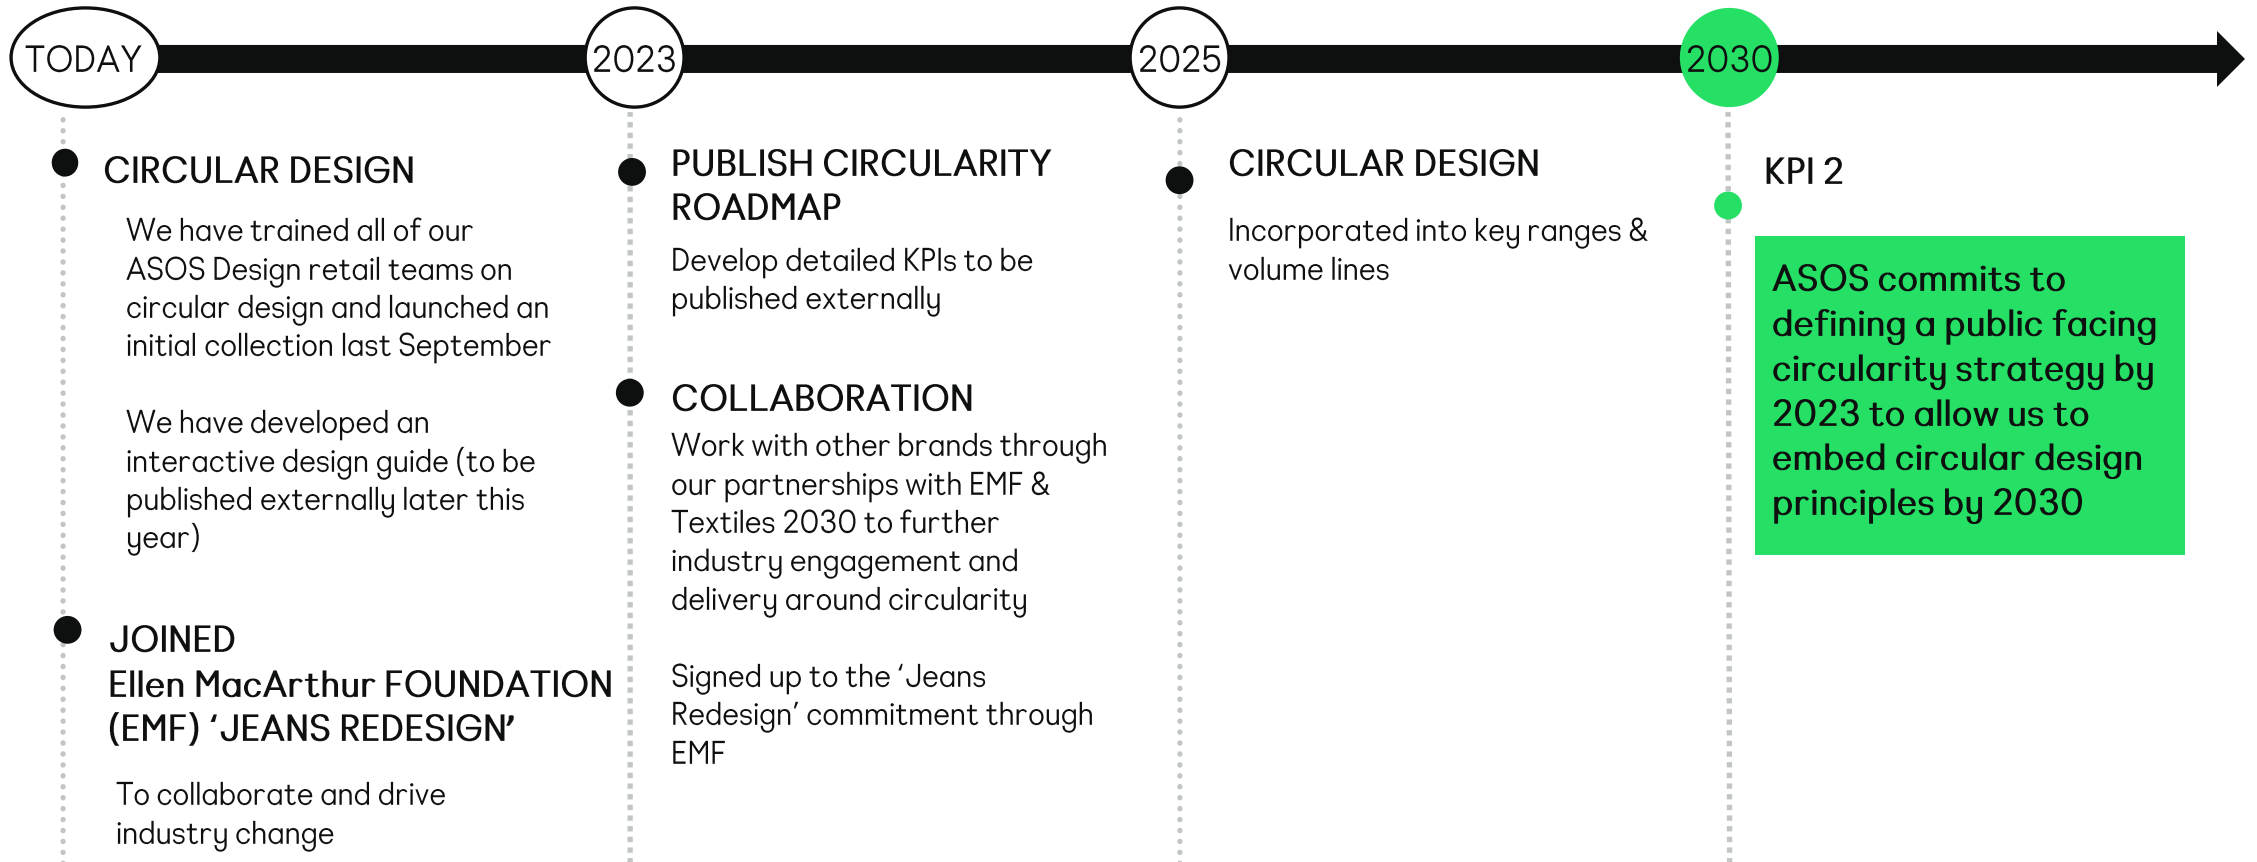 TODAY
2023
2025
2030
CIRCULAR DESIGN
We have trained all of our
ASOS Design retail teams on
circular design and launched an
initial collection last September
We have developed an
interactive design guide (to be
published externally later this
year)
JOINED
Ellen MacArthur FOUNDATION
(EMF) ‘JEANS REDESIGN’
To collaborate and drive
industry change
PUBLISH CIRCULARITY
ROADMAP
Develop detailed KPIs to be
published externally
COLLABORATION
Work with other brands through
our partnerships with EMF &
Textiles 2030 to further
industry engagement and
delivery around circularity
Signed up to the ‘Jeans
Redesign’ commitment through
EMF
CIRCULAR DESIGN
Incorporated into key ranges &
volume lines
KPI 2
ASOS commits to
defining a public facing
circularity strategy by
2023 to allow us to
embed circular design
principles by 2030